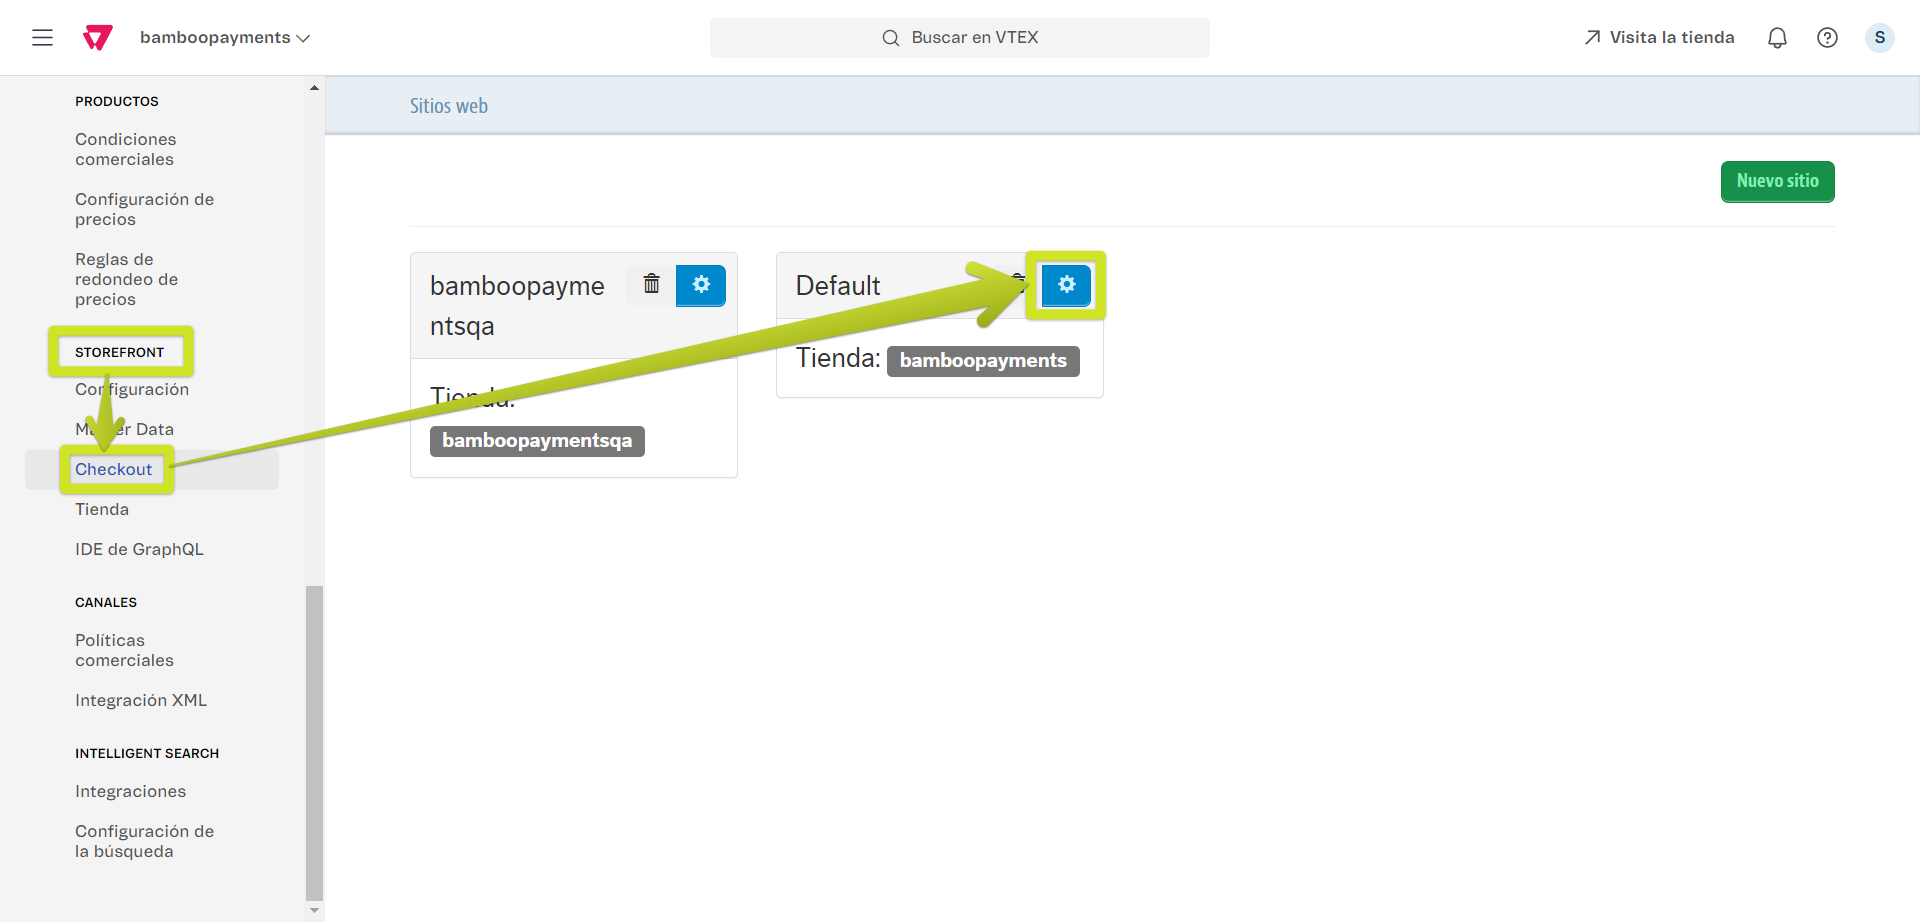 bamboopayments
Buscar en VTEX
Visita la tienda
S
PRODUCTOS
Condiciones
comerciales
Configuración de
precios
Reglas de
redondeo de
precios
STOREFRONT
Configuración
Master Data
Checkout
Tienda
IDE de GraphQL
CANALES
Políticas
comerciales
Integración XML
INTELLIGENT SEARCH
Integraciones
Configuración de
la búsqueda
Sitios web
Nuevo sitio
bamboopayme
ntsqa
Tienda:
bamboopaymentsqa
Default
Tienda: bamboopayments